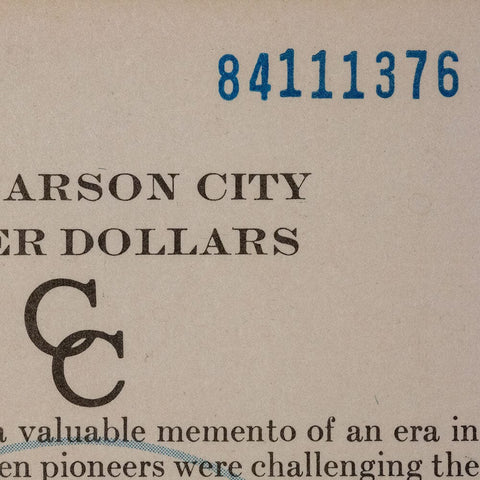 84111376
ARSON CITY
ER DOLLARS
CC
a valuable memento of an era in
en pioneers were challenging the